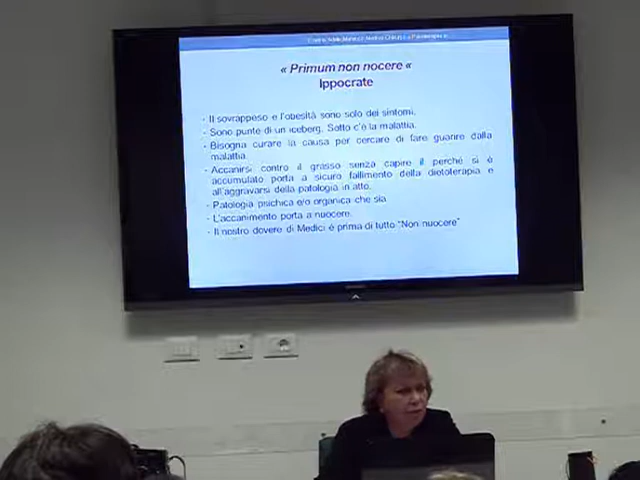 « Primum non nocere «
Ippocrate
- Il sovrappeso e l'obesità sono solo dei sintomi.
- Sono punte di un iceberg. Sotto c'è la malattia.
- Bisogna curare la causa per cercare di fare guarire dalla
malattia.
- Accanirsi contro il grasso senza capire il perché si è
accumulato porta a sicuro fallimento della dietoterapia e
all'aggravarsi della patologia in atto.
- Patologia psichica e/o organica che sia
- L'accanimento porta a nuocere.
- Il nostro dovere di Medici è prima di tutto "Non nuocere"